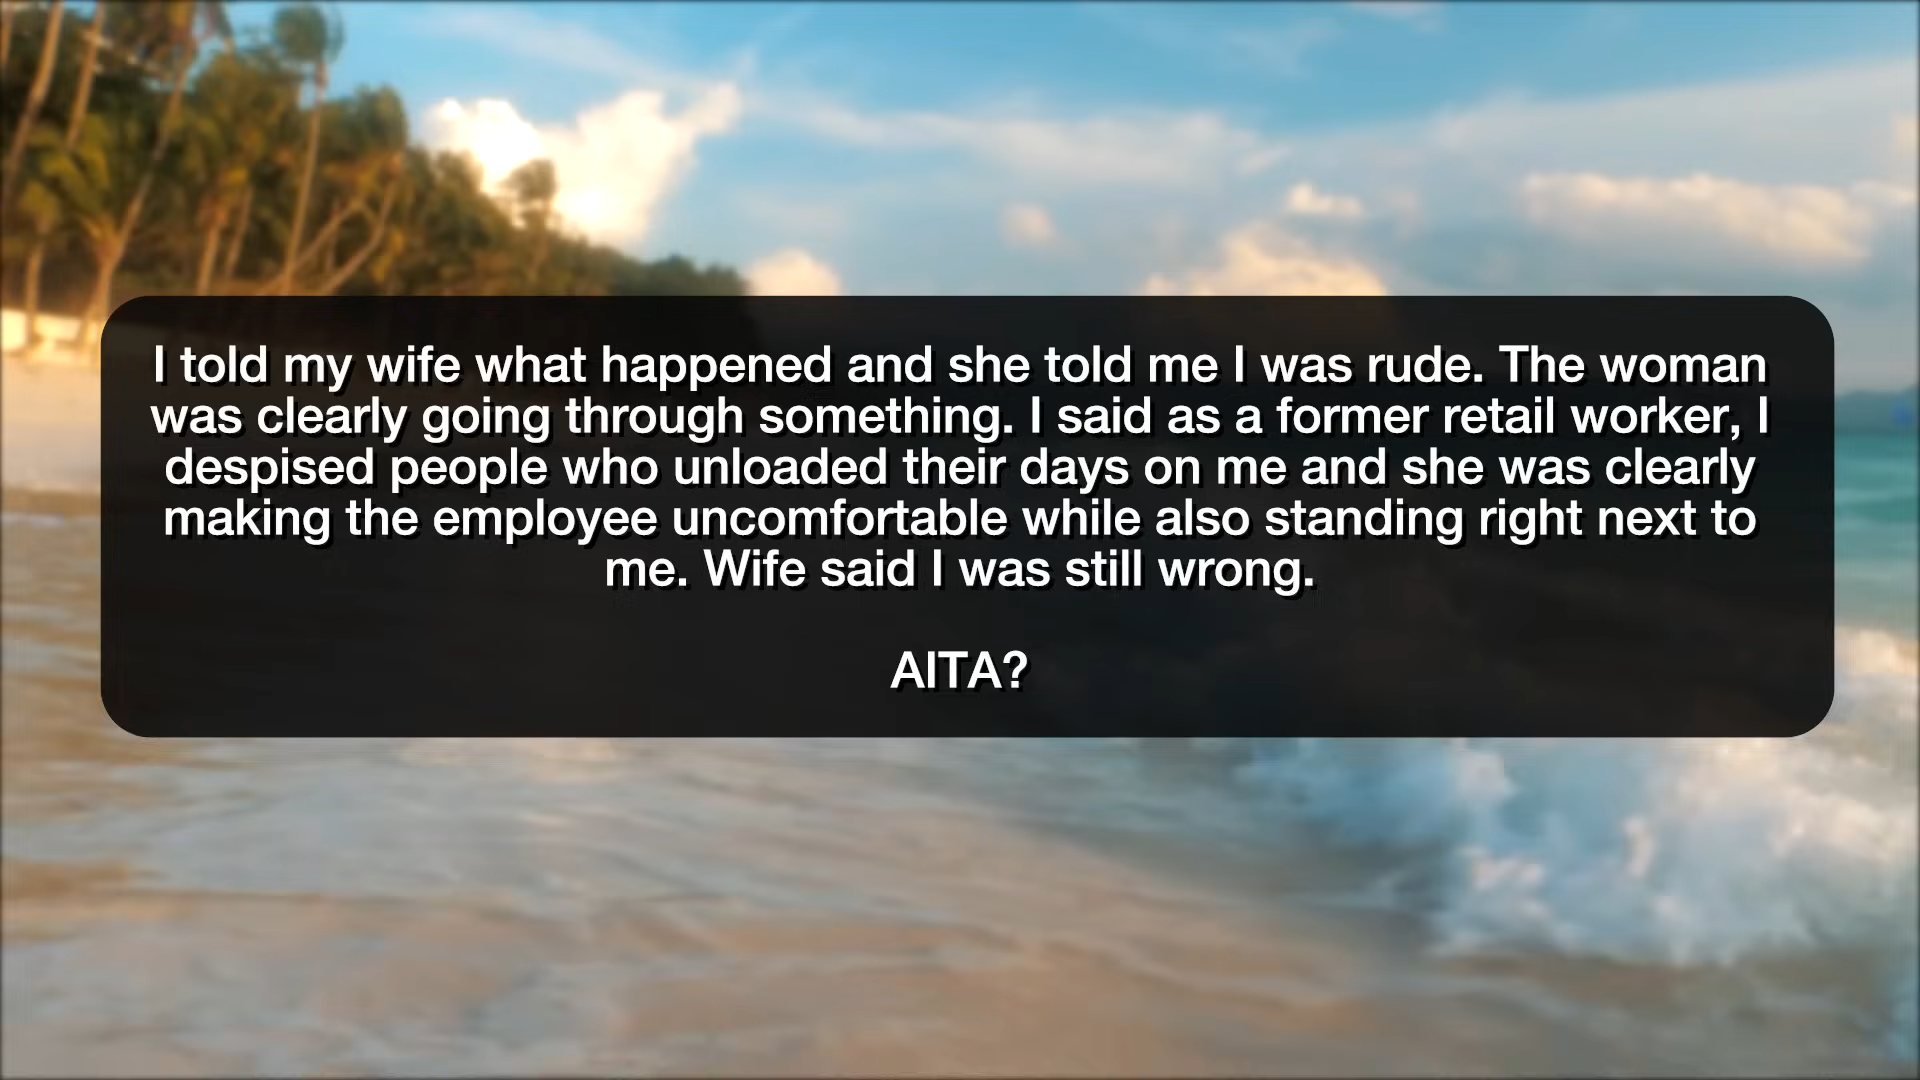 I told my wife what happened and she told me I was rude. The woman
was clearly going through something. I said as a former retail worker, I
despised people who unloaded their days on me and she was clearly
making the employee uncomfortable while also standing right next to
me. Wife said I was still wrong.
AITA?